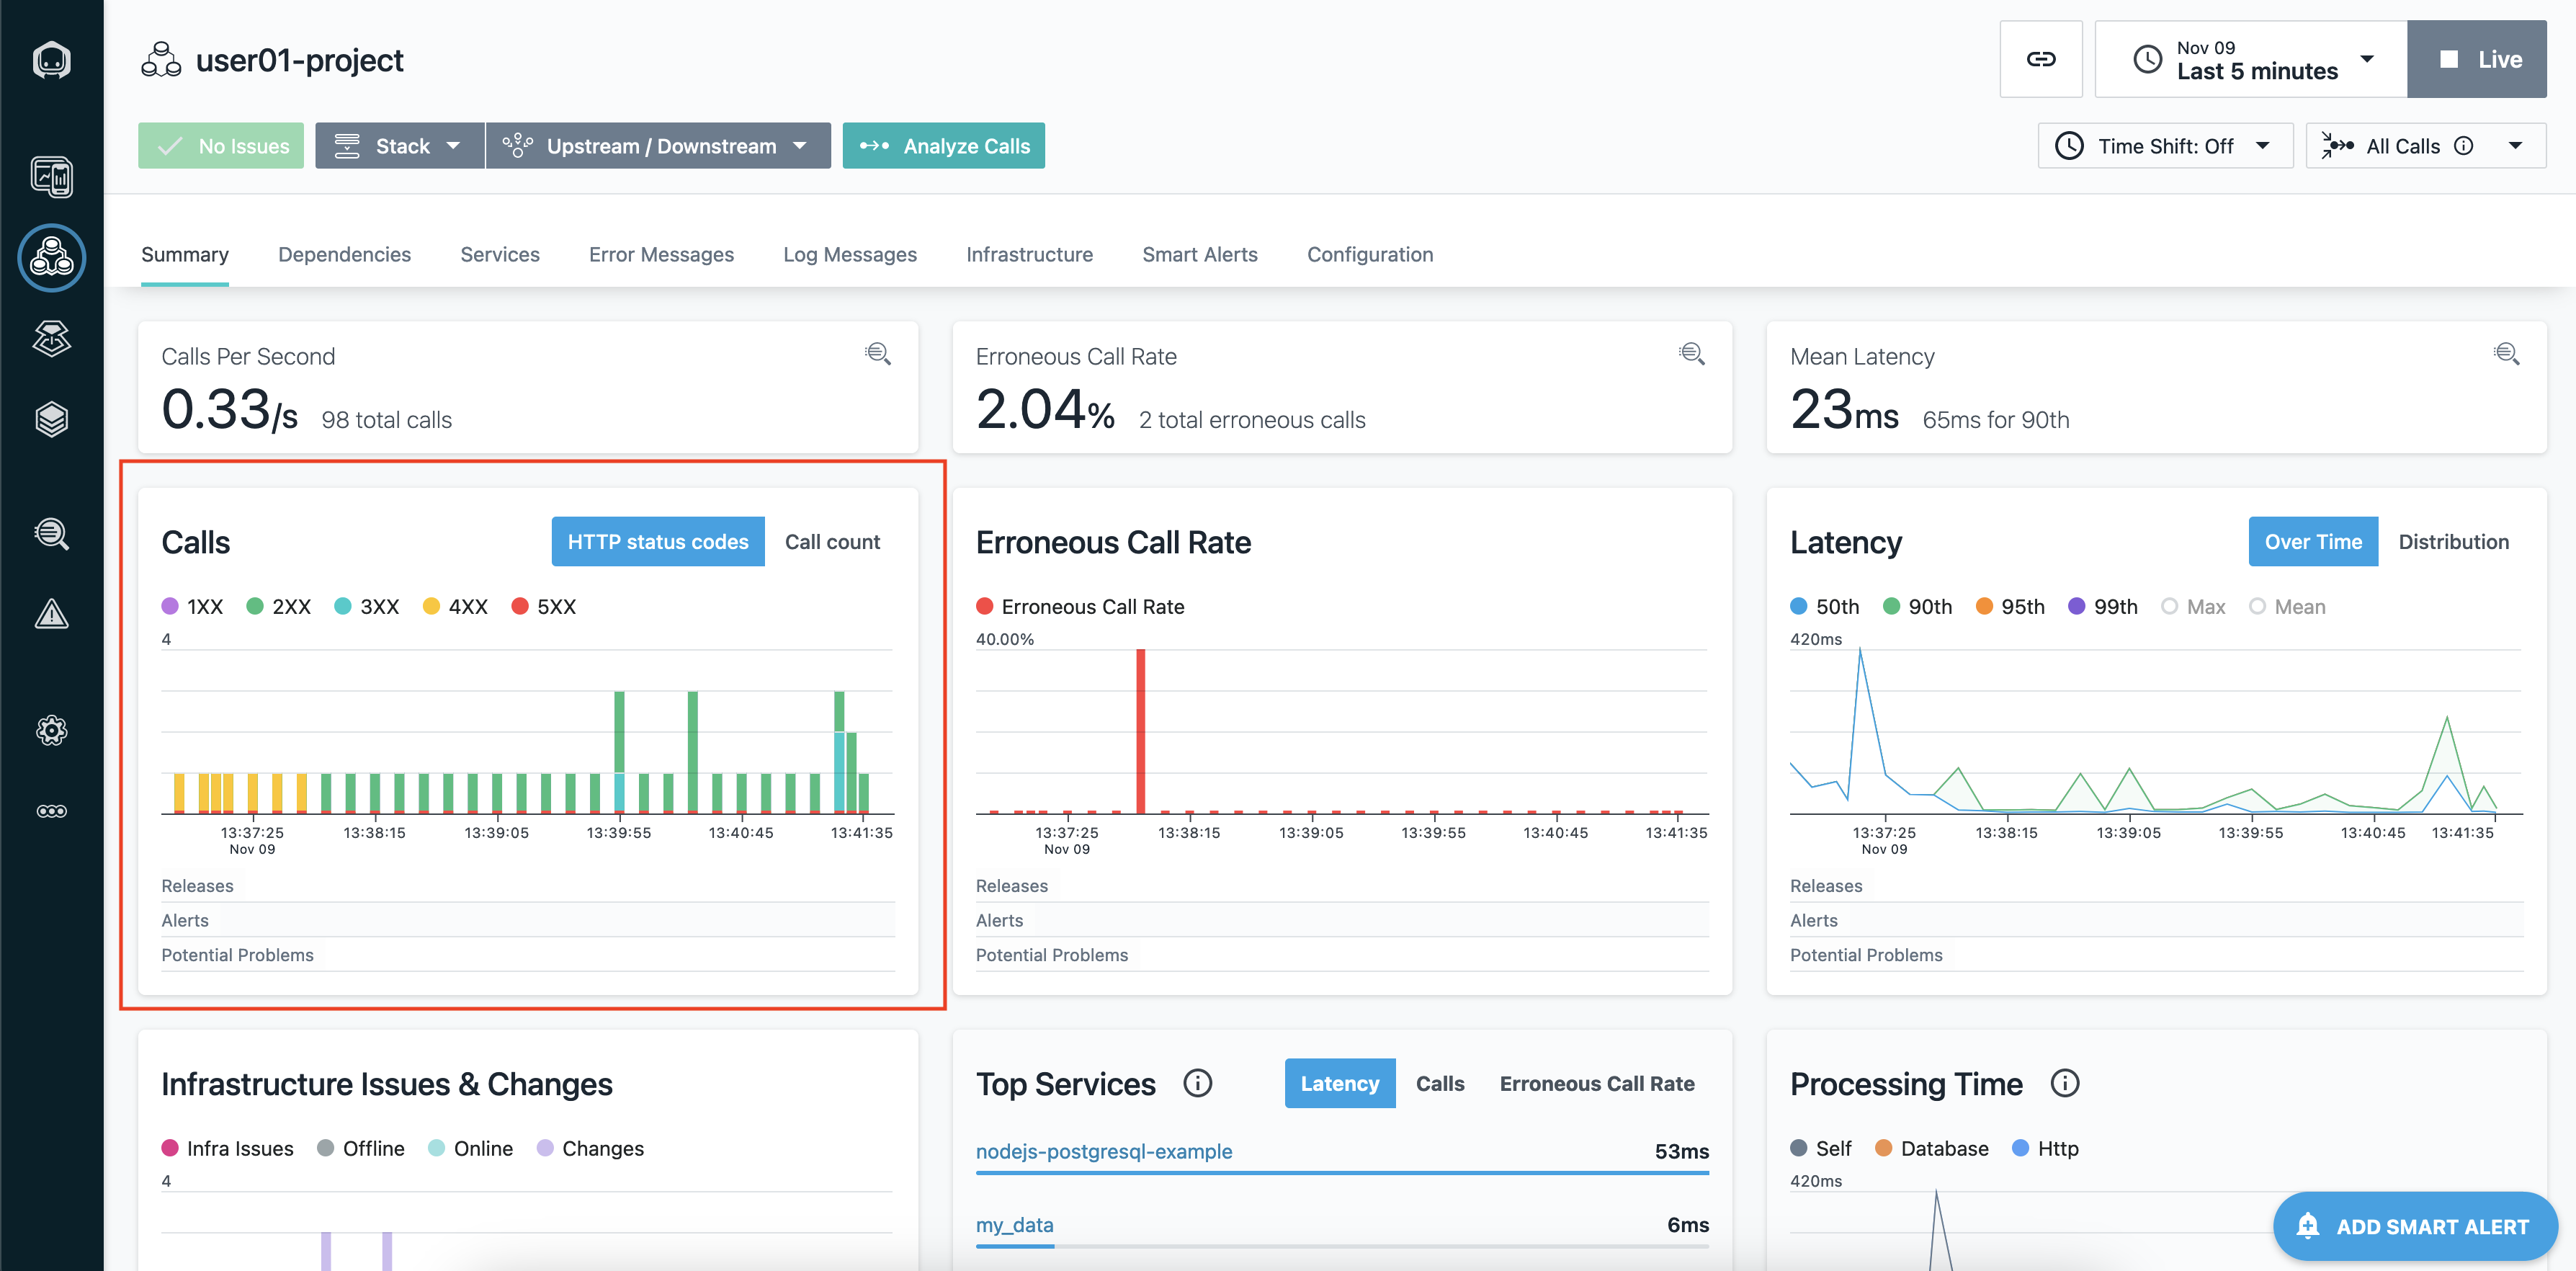 user01-project
Nov 09
Last 5 minutes
Live
No Issues
Stack
Upstream / Downstream
Analyze Calls
Time Shift: Off
All Calls
Summary
Dependencies
Services
Error Messages
Log Messages
Infrastructure
Smart Alerts
Configuration
Calls Per Second
0.33/s 98 total calls
Erroneous Call Rate
2.04% 2 total erroneous calls
Mean Latency
23ms 65ms for 90th
Calls
HTTP status codes
Call count
1XX 2XX 3XX 4XX 5XX
4
13:37:25 13:38:15 13:39:05 13:39:55 13:40:45 13:41:35
Nov 09
Releases
Alerts
Potential Problems
Erroneous Call Rate
Erroneous Call Rate
40.00%
13:37:25 13:38:15 13:39:05 13:39:55 13:40:45 13:41:35
Nov 09
Releases
Alerts
Potential Problems
Latency
Over Time
Distribution
50th 90th 95th 99th Max Mean
420ms
13:37:25 13:38:15 13:39:05 13:39:55 13:40:45 13:41:35
Nov 09
Releases
Alerts
Potential Problems
Infrastructure Issues & Changes
Infra Issues Offline Online Changes
4
Top Services
Latency
Calls
Erroneous Call Rate
nodejs-postgresql-example 53ms
my_data 6ms
Processing Time
Self Database Http
420ms
ADD SMART ALERT